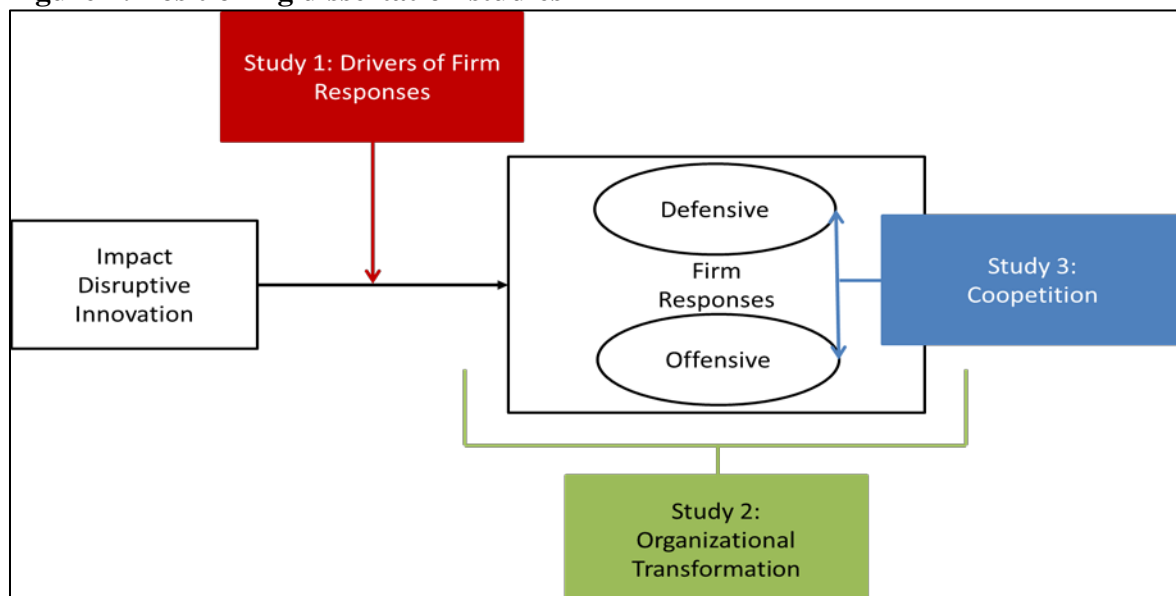 Study 1: Drivers of Firm
Responses
Defensive
Impact
Disruptive
Innovation
Firm
Responses
Study 3:
Coopetition
Offensive
Study 2:
Organizational
Transformation